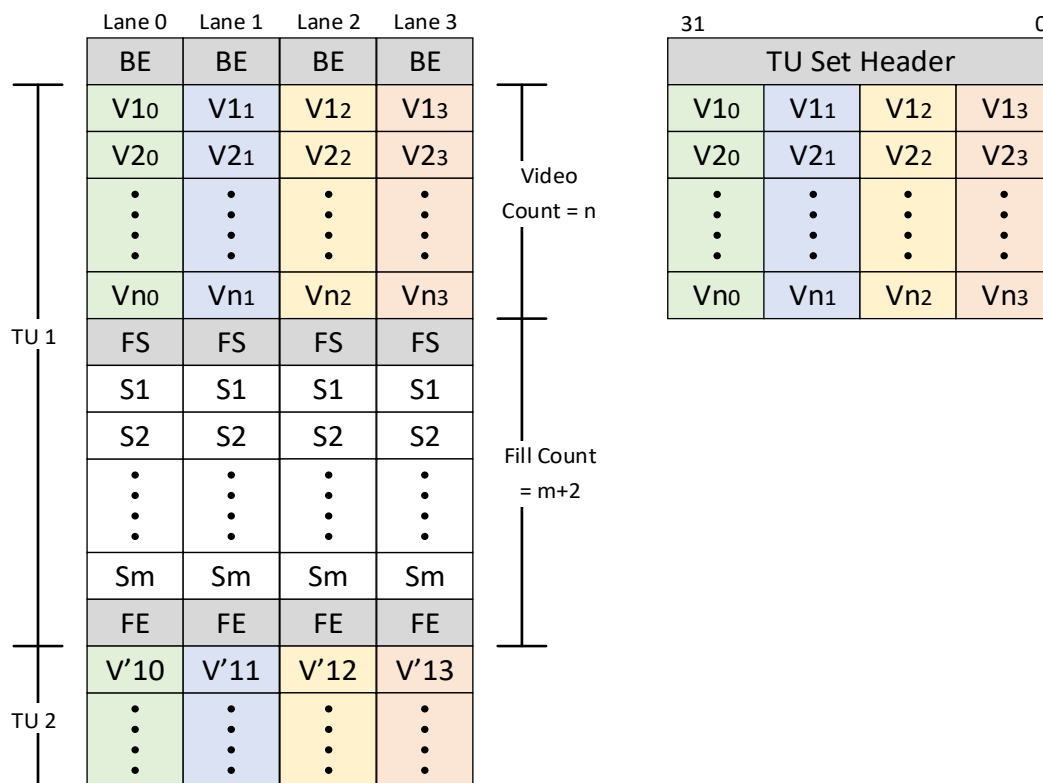 Lane 0 Lane 1 Lane 2 Lane 3 31 0
BE BE BE BE TU Set Header
V10 V11 V12 V13 V10 V11 V12 V13
V20 V21 V22 V23 V20 V21 V22 V23
Video
Count = n
Vn0 Vn1 Vn2 Vn3 Vn0 Vn1 Vn2 Vn3
TU 1 FS FS FS FS
S1 S1 S1 S1
S2 S2 S2 S2
Fill Count
= m+2
Sm Sm Sm Sm
FE FE FE FE
V’10 V’11 V’12 V’13
TU 2